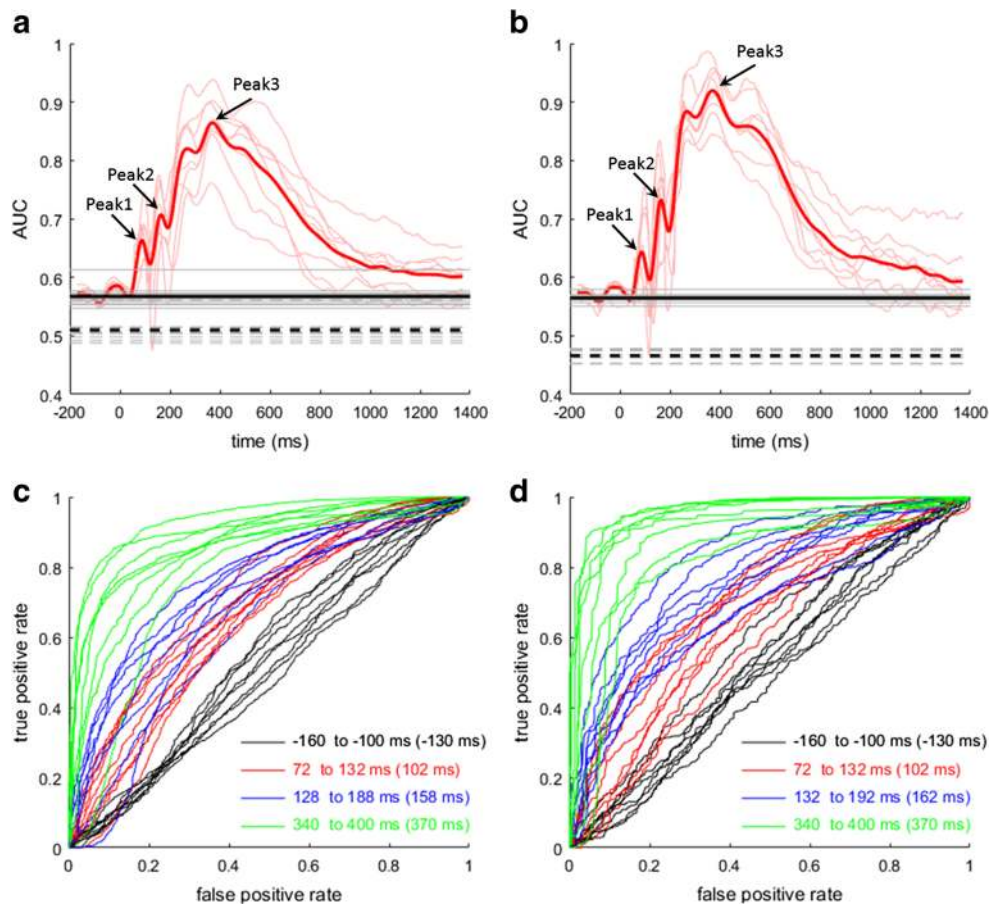 a
1
0.9
0.8
0.7
0.6
0.5
0.4
AUC
Peak1
Peak2
Peak3
-200 0 200 400 600 800 1000 1200 1400
time (ms)
b
1
0.9
0.8
0.7
0.6
0.5
0.4
AUC
Peak1
Peak2
Peak3
-200 0 200 400 600 800 1000 1200 1400
time (ms)
c
1
0.8
0.6
0.4
0.2
0
true positive rate
-160 to -100 ms (-130 ms)
72 to 132 ms (102 ms)
128 to 188 ms (158 ms)
340 to 400 ms (370 ms)
0 0.2 0.4 0.6 0.8 1
false positive rate
d
1
0.8
0.6
0.4
0.2
0
true positive rate
-160 to -100 ms (-130 ms)
72 to 132 ms (102 ms)
132 to 192 ms (162 ms)
340 to 400 ms (370 ms)
0 0.2 0.4 0.6 0.8 1
false positive rate